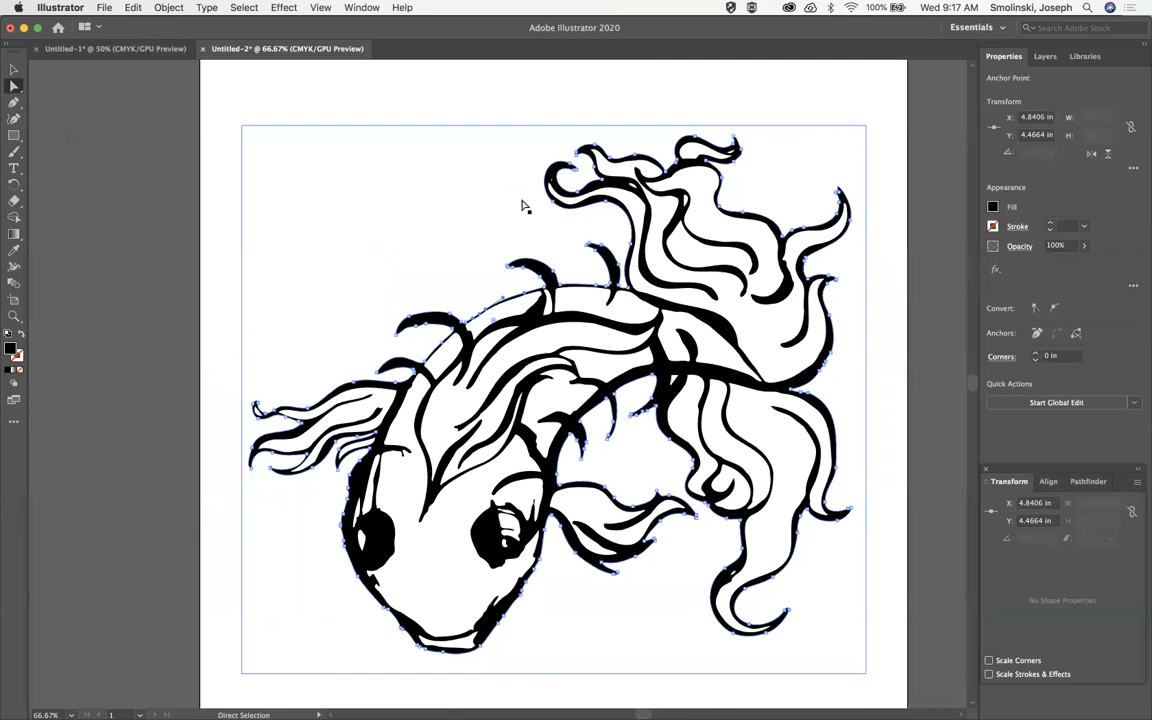 Illustrator File Edit Object Type Select Effect View Window Help 100% Wed 9:17 AM Smolinski, Joseph
Adobe Illustrator 2020 Essentials Search Adobe Stock
Untitled-1* @ 50% (CMYK/GPU Preview) Untitled-2* @ 66.67% (CMYK/GPU Preview)
Properties Layers Libraries
Anchor Point
Transform
X: 4.8406 in W:
Y: 4.4664 in H:
Appearance
Fill
Stroke
Opacity 100%
fx.
Convert:
Anchors:
Corners: 0 in
Quick Actions
Start Global Edit
Transform Align Pathfinder
X: 4.8406 in W
Y: 4.4664 in H
No Shape Properties
Scale Corners
Scale Strokes & Effects
66.67% 1 Direct Selection